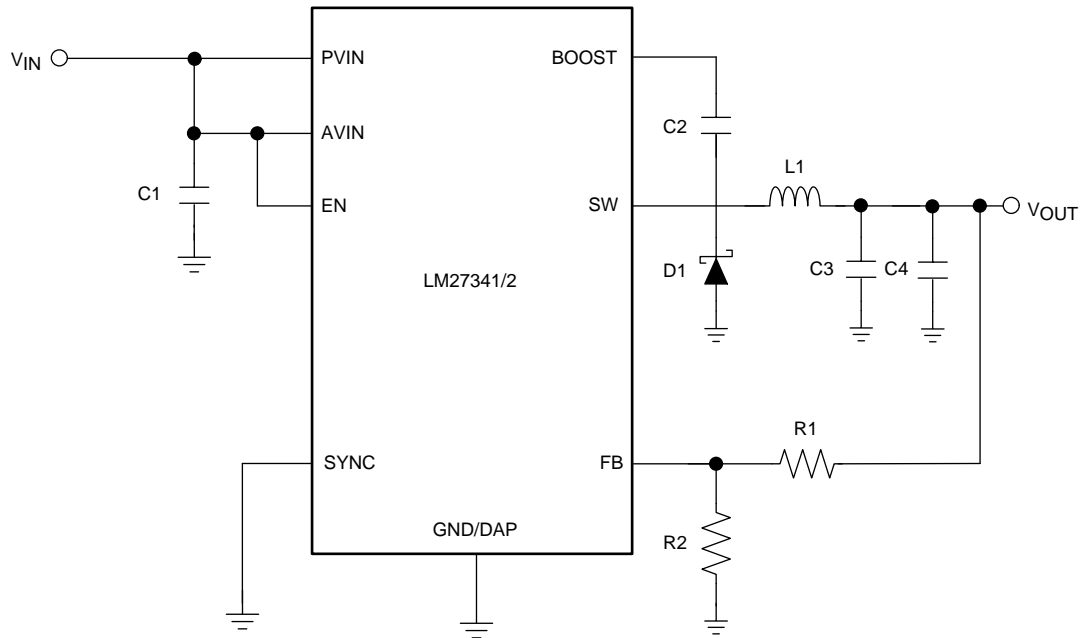 VIN
PVIN
BOOST
C2
AVIN
L1
C1
EN
SW
VOUT
D1
C3
C4
LM27341/2
R1
SYNC
FB
GND/DAP
R2